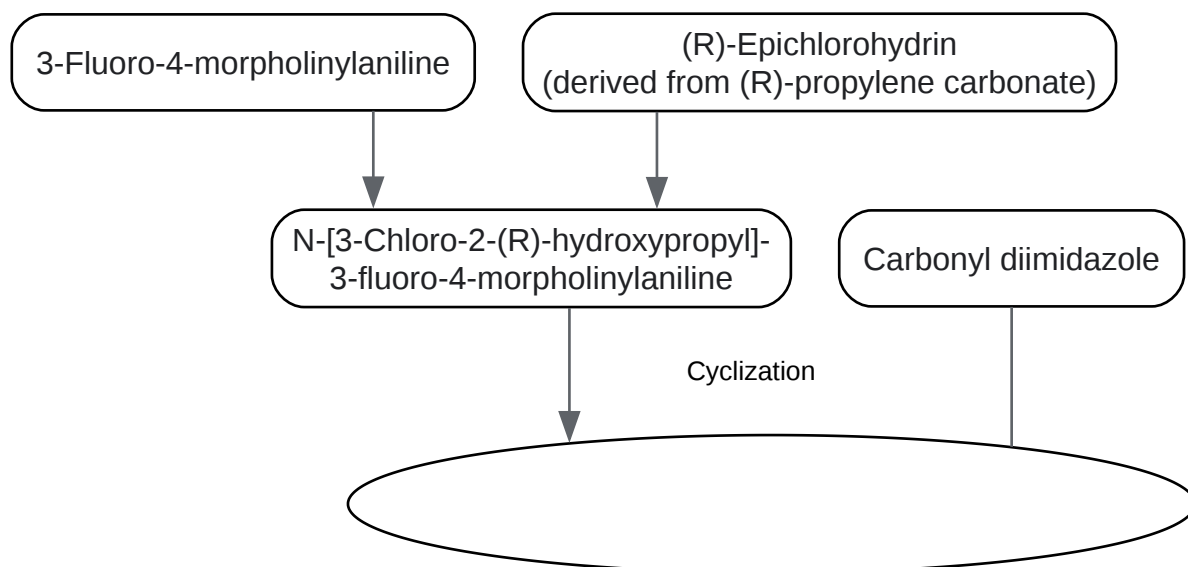 3-Fluoro-4-morpholinylaniline
(R)-Epichlorohydrin
(derived from (R)-propylene carbonate)
N-[3-Chloro-2-(R)-hydroxypropyl]-
3-fluoro-4-morpholinylaniline
Carbonyl diimidazole
Cyclization